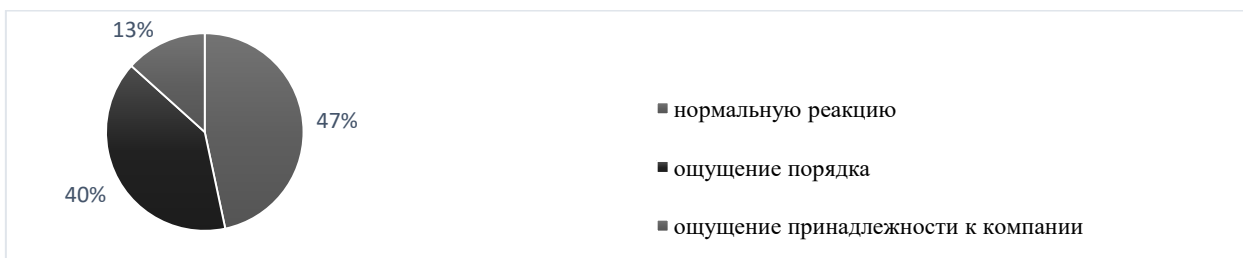 13%
47%
40%
нормальную реакцию
ощущение порядка
ощущение принадлежности к компании